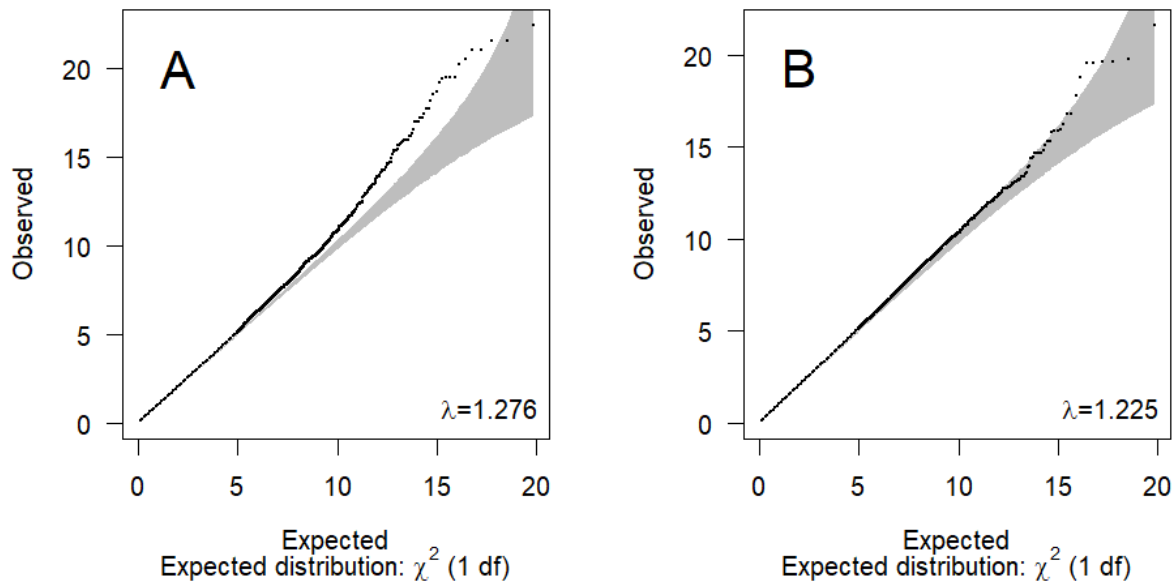 A
Observed
20
15
10
5
0
λ=1.276
0 5 10 15 20
Expected
Expected distribution: χ² (1 df)
B
Observed
20
15
10
5
0
λ=1.225
0 5 10 15 20
Expected
Expected distribution: χ² (1 df)